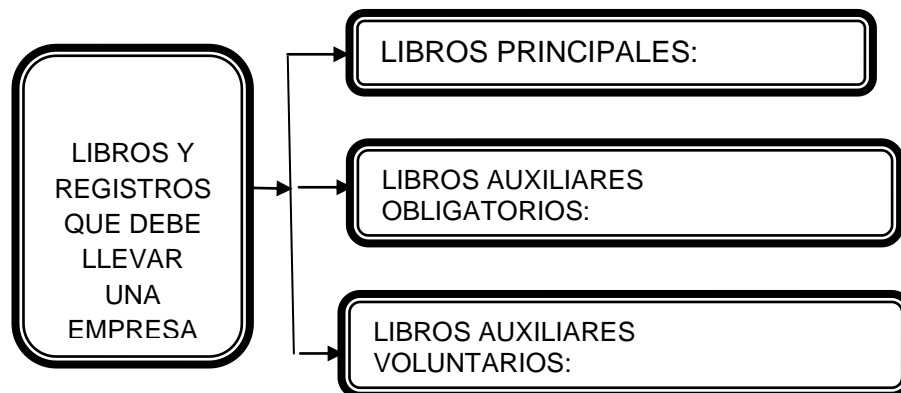 LIBROS Y
REGISTROS
QUE DEBE
LLEVAR
UNA
EMPRESA
LIBROS PRINCIPALES:
LIBROS AUXILIARES
OBLIGATORIOS:
LIBROS AUXILIARES
VOLUNTARIOS: